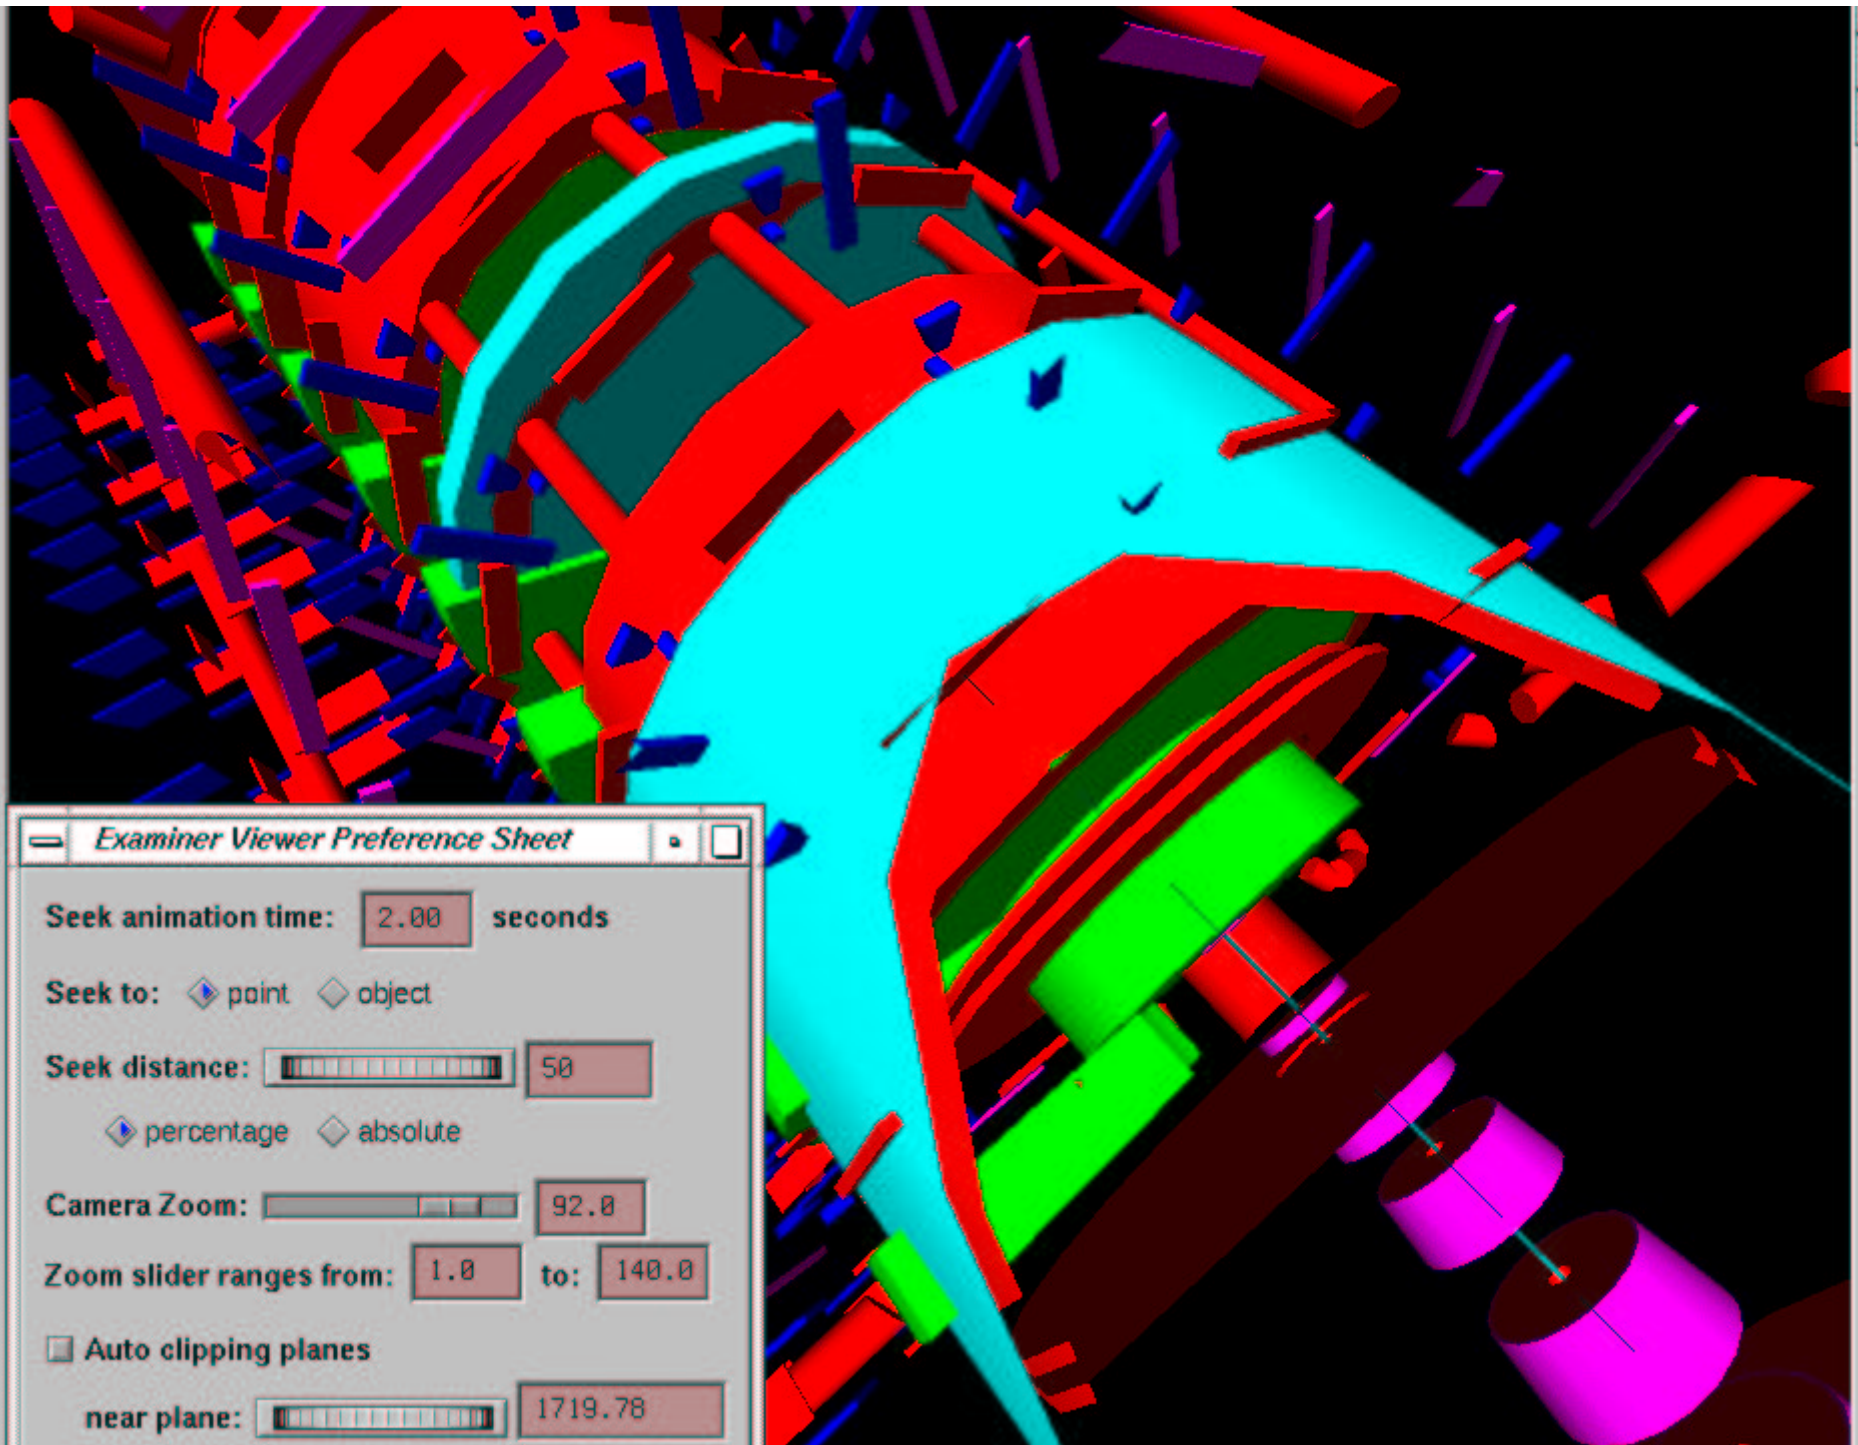 Examiner Viewer Preference Sheet
Seek animation time: 2.00 seconds
Seek to: point object
Seek distance: 50
percentage absolute
Camera Zoom: 92.0
Zoom slider ranges from: 1.0 to: 140.0
Auto clipping planes
near plane: 1719.78